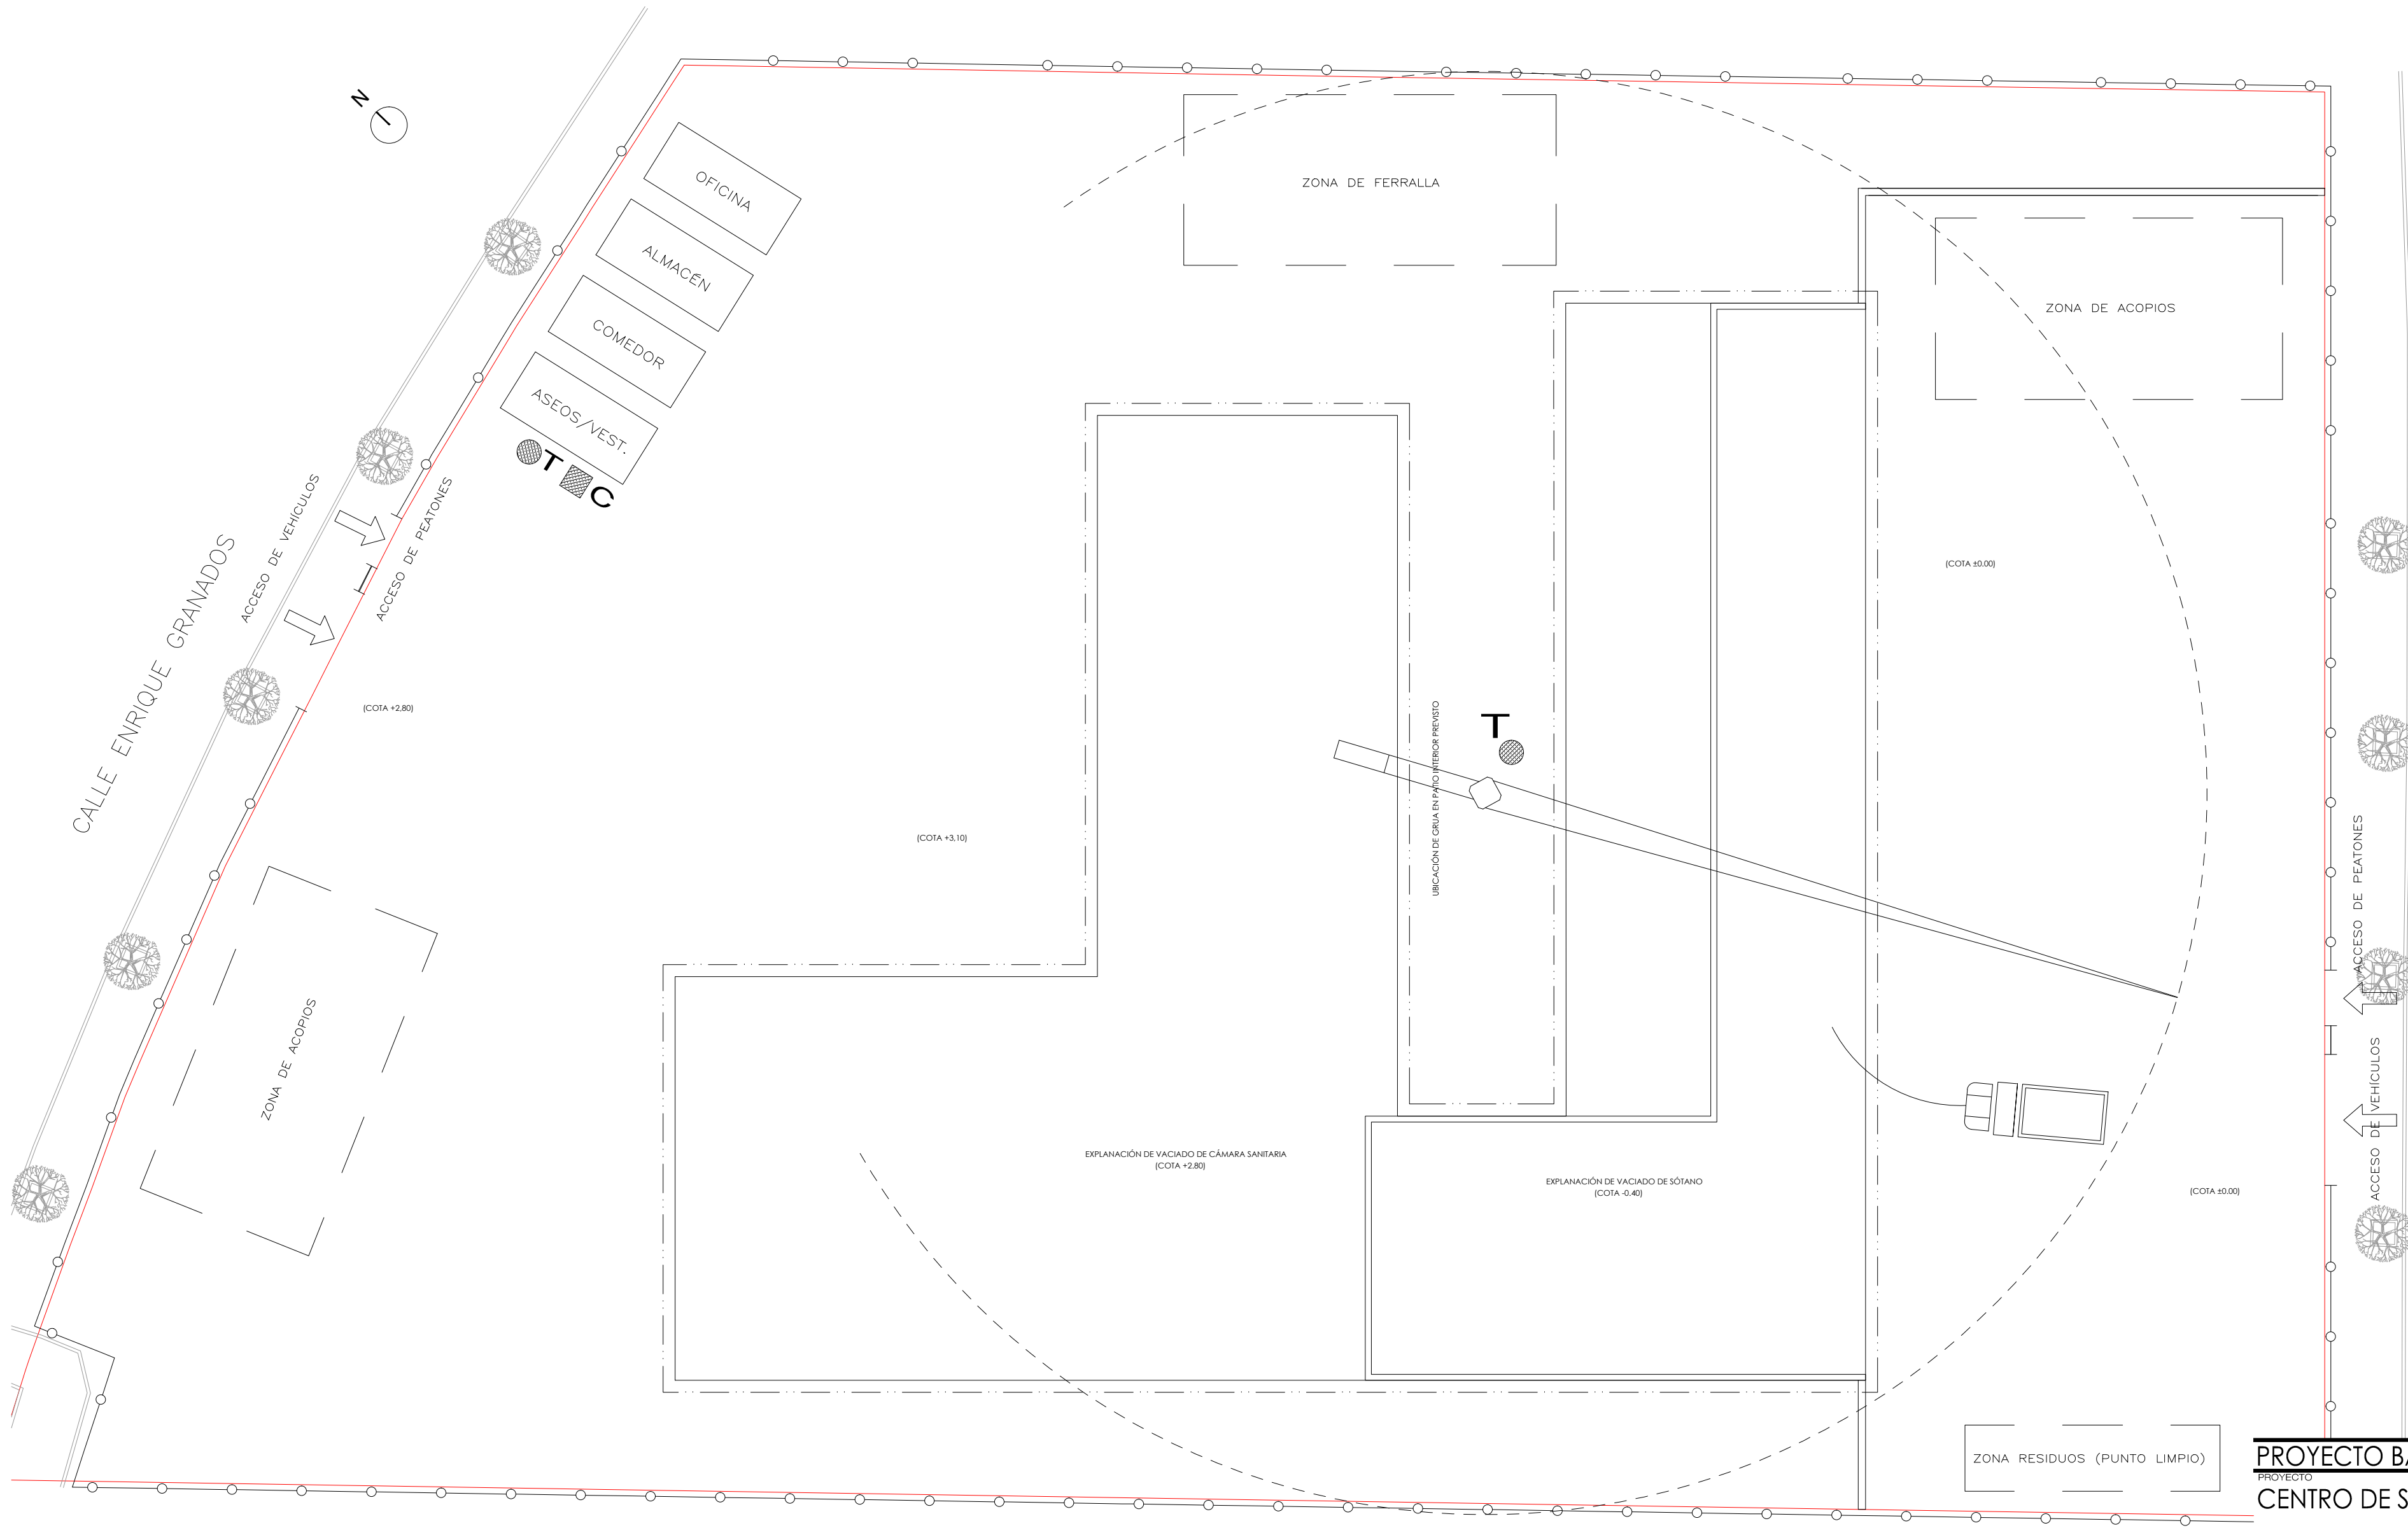 N
OFICINA
ALMACÉN
COMEDOR
ASEOS/VEST.
T
C
ZONA DE FERRALLA
ZONA DE ACOPIOS
CALLE ENRIQUE GRANADOS
ACCESO DE VEHÍCULOS
ACCESO DE PEATONES
(COTA ±0.00)
(COTA +2,80)
(COTA +3,10)
UBICACIÓN DE GRUA EN PATIO INTERIOR PREVISTO
T
ACCESO DE PEATONES
ZONA DE ACOPIOS
EXPLANACIÓN DE VACIADO DE CÁMARA SANITARIA
(COTA +2.80)
EXPLANACIÓN DE VACIADO DE SÓTANO
(COTA -0.40)
ACCESO DE VEHÍCULOS
(COTA ±0.00)
ZONA RESIDUOS (PUNTO LIMPIO)
PROYECTO BA
PROYECTO
CENTRO DE S